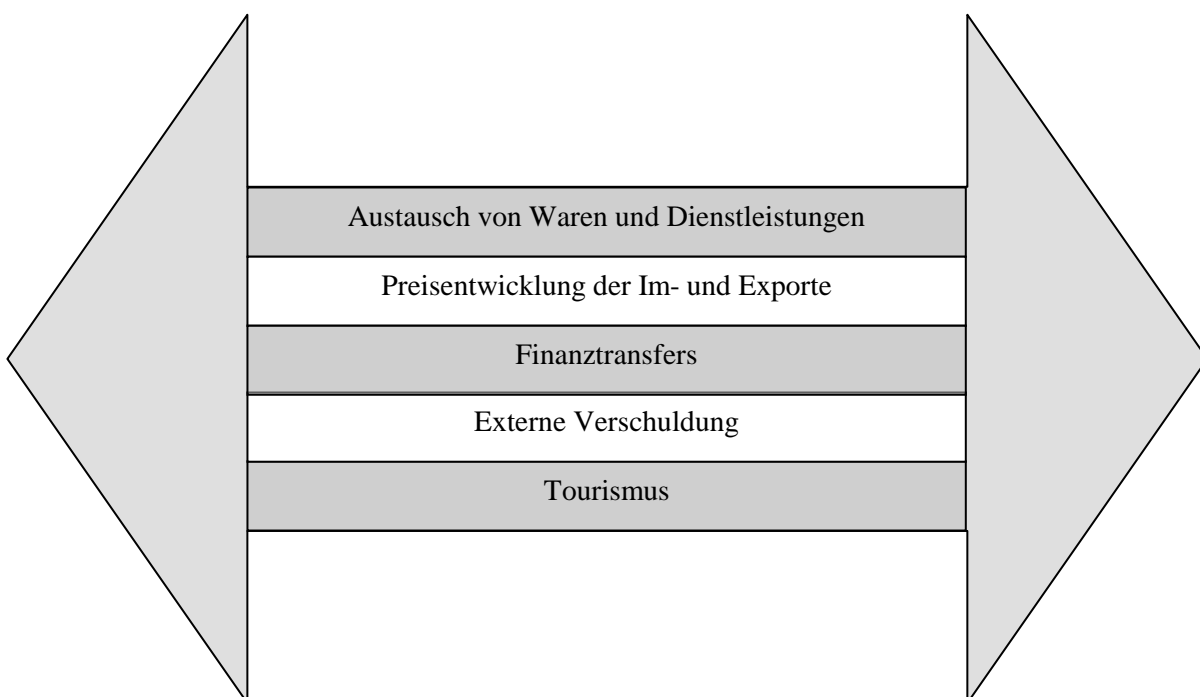 Austausch von Waren und Dienstleistungen
Preisentwicklung der Im- und Exporte
Finanztransfers
Externe Verschuldung
Tourismus